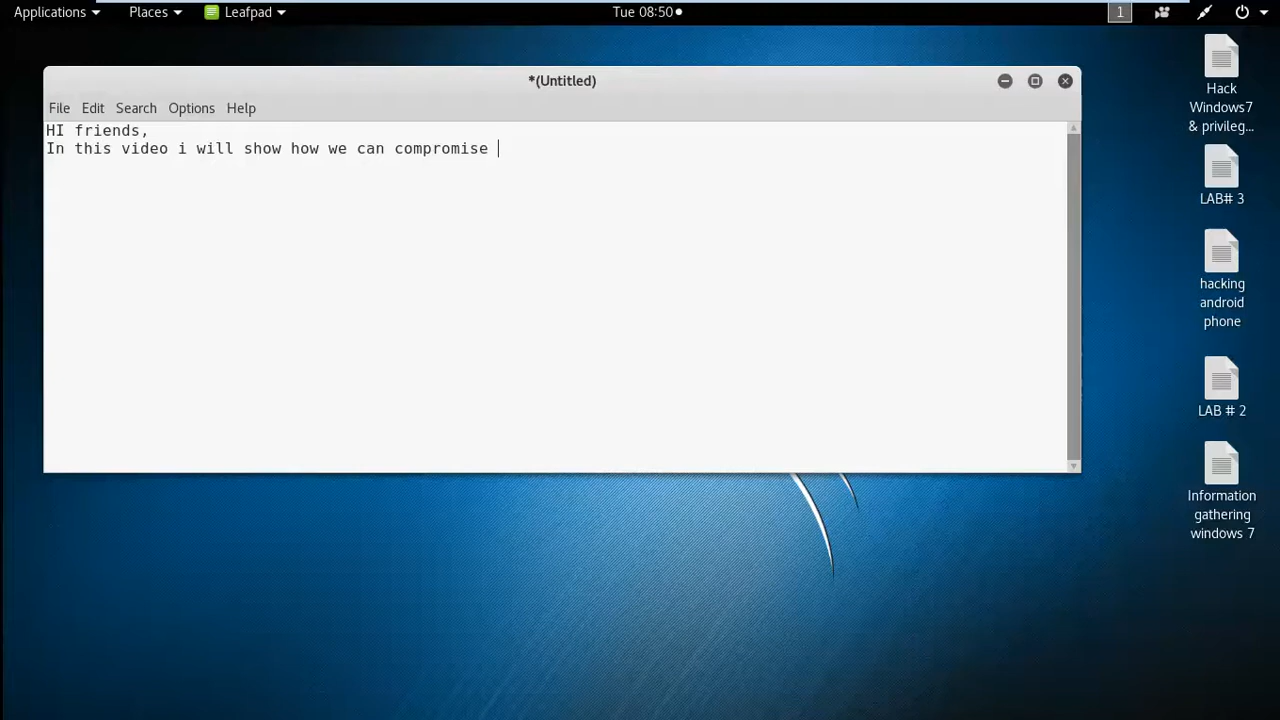 Applications Places Leafpad Tue 08:50 1
*(Untitled)
File Edit Search Options Help
HI friends,
In this video i will show how we can compromise
Hack
Windows7
& privileg...
LAB# 3
hacking
android
phone
LAB # 2
Information
gathering
windows 7